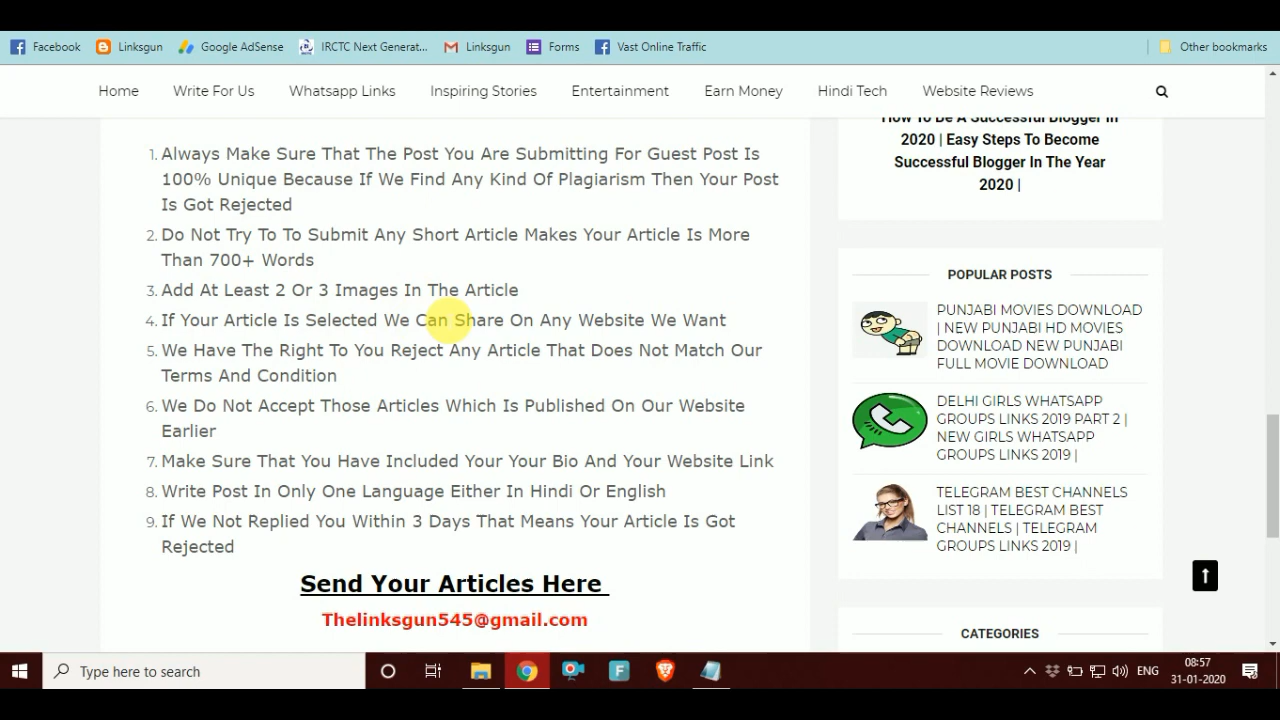 Facebook
Linksgun
Google AdSense
IRCTC Next Generat...
Linksgun
Forms
Vast Online Traffic
Other bookmarks
Home
Write For Us
Whatsapp Links
Inspiring Stories
Entertainment
Earn Money
Hindi Tech
Website Reviews
1. Always Make Sure That The Post You Are Submitting For Guest Post Is
100% Unique Because If We Find Any Kind Of Plagiarism Then Your Post
Is Got Rejected
2. Do Not Try To To Submit Any Short Article Makes Your Article Is More
Than 700+ Words
3. Add At Least 2 Or 3 Images In The Article
4. If Your Article Is Selected We Can Share On Any Website We Want
5. We Have The Right To You Reject Any Article That Does Not Match Our
Terms And Condition
6. We Do Not Accept Those Articles Which Is Published On Our Website
Earlier
7. Make Sure That You Have Included Your Your Bio And Your Website Link
8. Write Post In Only One Language Either In Hindi Or English
9. If We Not Replied You Within 3 Days That Means Your Article Is Got
Rejected
Send Your Articles Here
Thelinksgun545@gmail.com
How To Be A Successful Blogger In
2020 | Easy Steps To Become
Successful Blogger In The Year
2020 |
POPULAR POSTS
PUNJABI MOVIES DOWNLOAD
| NEW PUNJABI HD MOVIES
DOWNLOAD NEW PUNJABI
FULL MOVIE DOWNLOAD
DELHI GIRLS WHATSAPP
GROUPS LINKS 2019 PART 2 |
NEW GIRLS WHATSAPP
GROUPS LINKS 2019 |
TELEGRAM BEST CHANNELS
LIST 18 | TELEGRAM BEST
CHANNELS | TELEGRAM
GROUPS LINKS 2019 |
CATEGORIES
Type here to search
ENG
08:57
31-01-2020